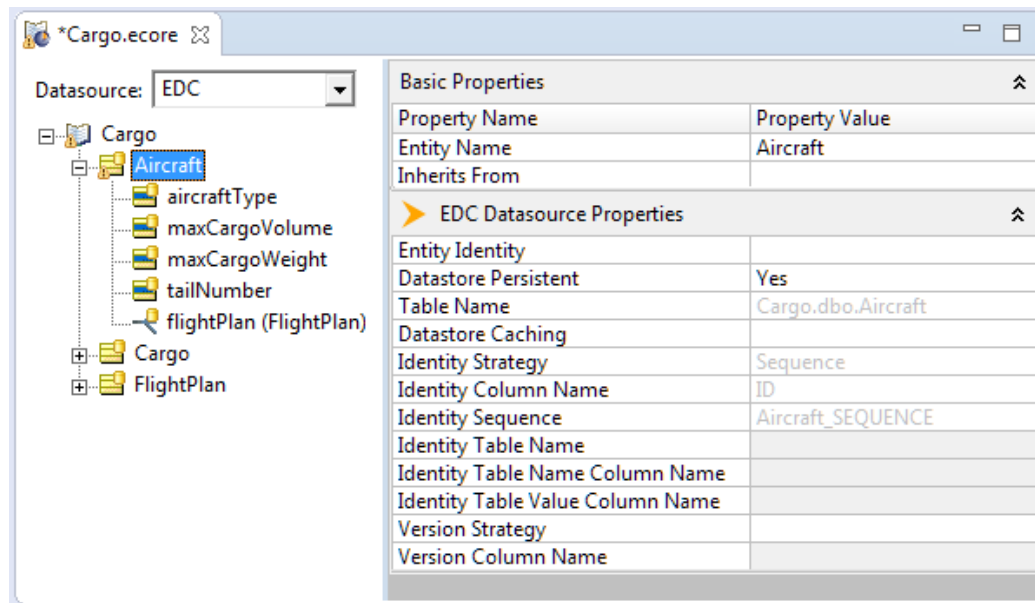 *Cargo.ecore
Datasource: EDC
Cargo
Aircraft
aircraftType
maxCargoVolume
maxCargoWeight
tailNumber
flightPlan (FlightPlan)
Cargo
FlightPlan
Basic Properties
Property Name Property Value
Entity Name Aircraft
Inherits From
EDC Datasource Properties
Entity Identity
Datastore Persistent Yes
Table Name Cargo.dbo.Aircraft
Datastore Caching
Identity Strategy Sequence
Identity Column Name ID
Identity Sequence Aircraft_SEQUENCE
Identity Table Name
Identity Table Name Column Name
Identity Table Value Column Name
Version Strategy
Version Column Name